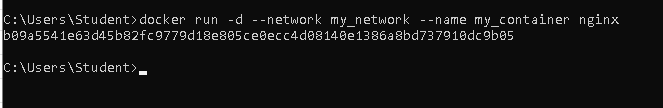 C:\Users\Student>docker run -d --network my_network --name my_container nginx
b09a5541e63d45b82fc9779d18e805ce0ecc4d08140e1386a8bd737910dc9b05
C:\Users\Student>